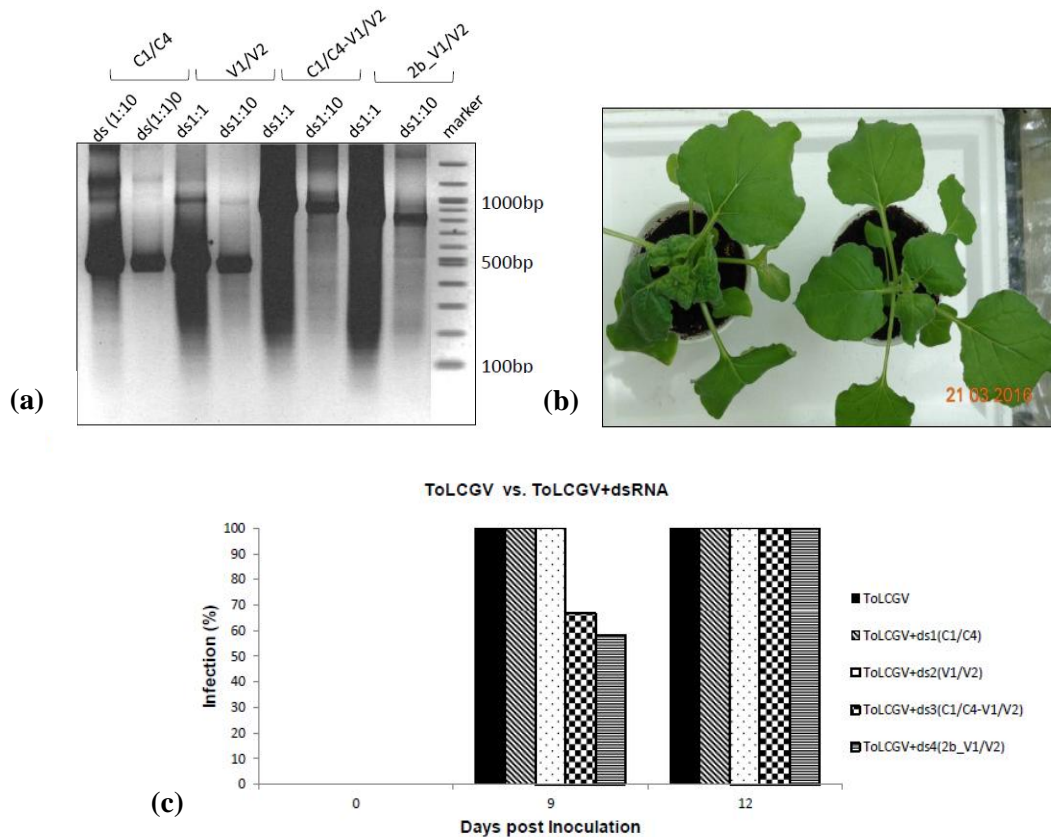 C1/C4
V1/V2
C1/C4-V1/V2
2b_V1/V2
ds (1:10
ds(1:1)0
ds1:1
ds1:10
ds1:1
ds1:10
ds1:1
ds1:10
marker
1000bp
500bp
100bp
(a)
(b)
21 03 2016
ToLCGV vs. ToLCGV+dsRNA
Infection (%)
100
90
80
70
60
50
40
30
20
10
0
0
9
12
Days post Inoculation
ToLCGV
ToLCGV+ds1(C1/C4)
ToLCGV+ds2(V1/V2)
ToLCGV+ds3(C1/C4-V1/V2)
ToLCGV+ds4(2b_V1/V2)
(c)